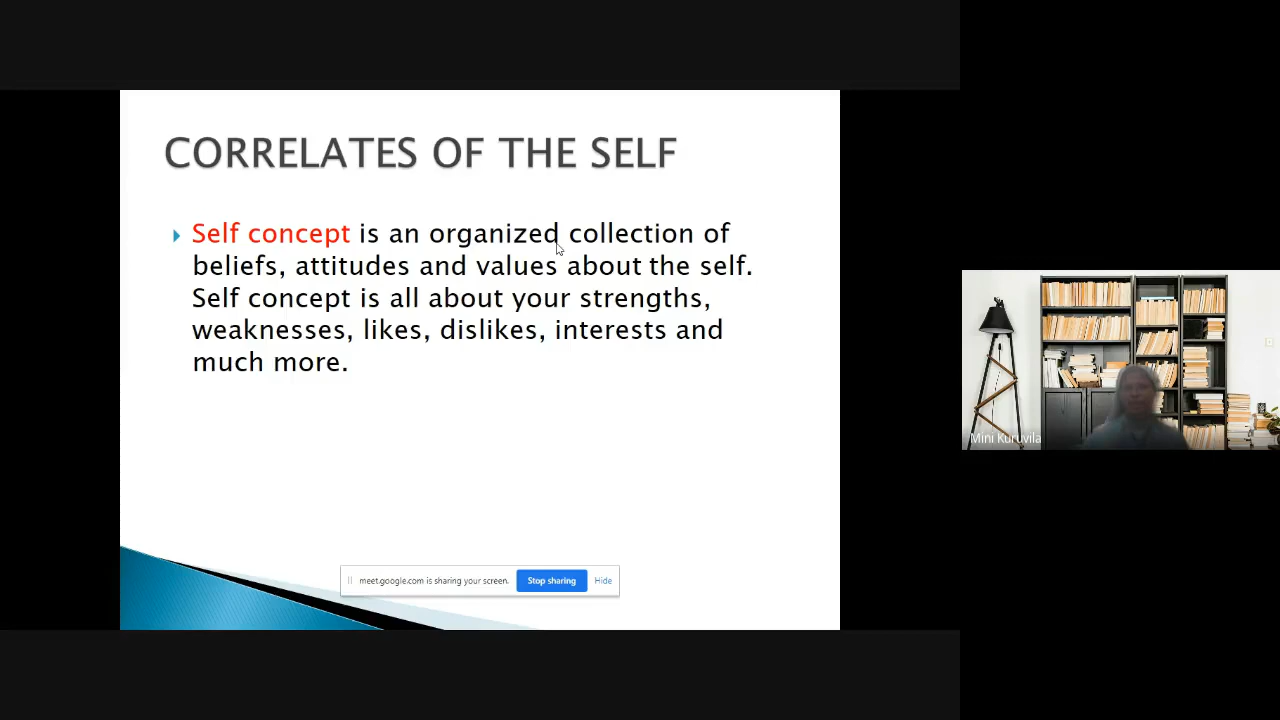 CORRELATES OF THE SELF
Self concept is an organized collection of
beliefs, attitudes and values about the self.
Self concept is all about your strengths,
weaknesses, likes, dislikes, interests and
much more.
meet.google.com is sharing your screen. Stop sharing Hide
Mini Kuruvila